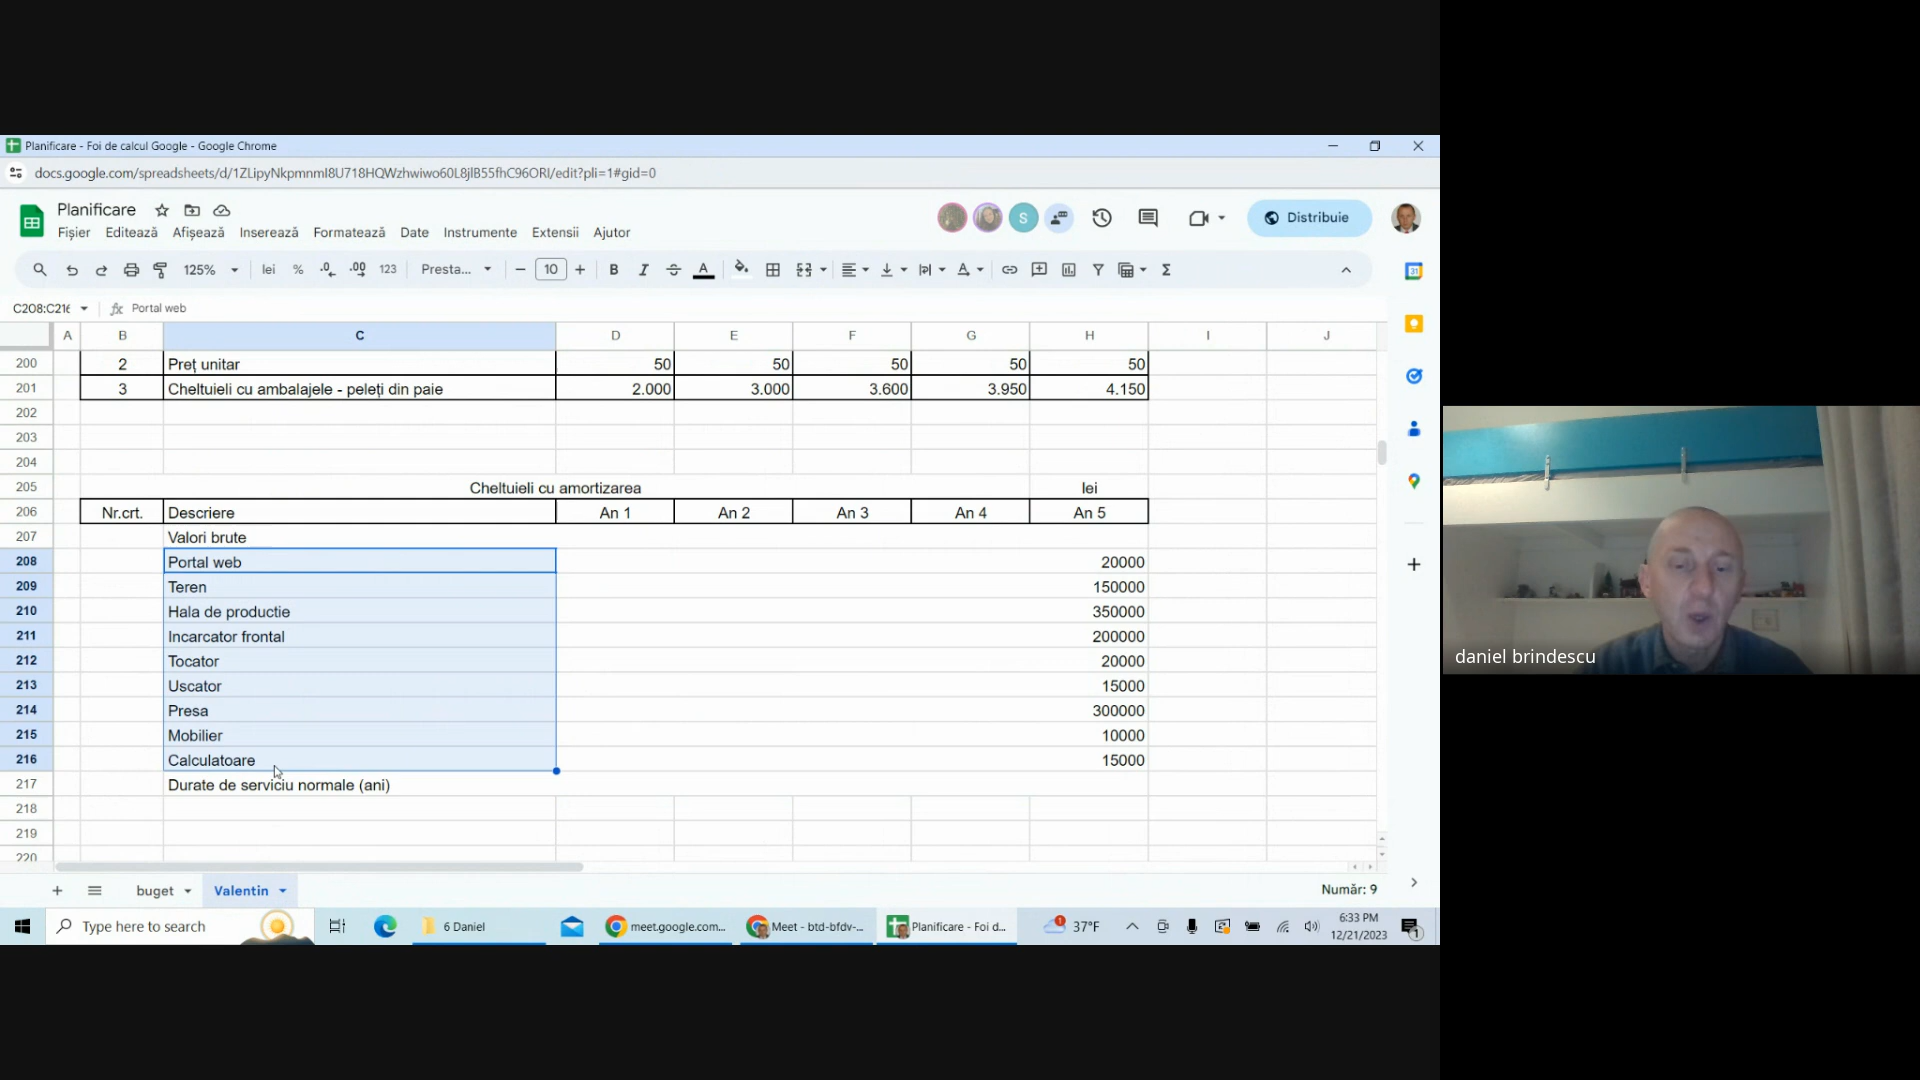 Planificare - Foi de calcul Google - Google Chrome
docs.google.com/spreadsheets/d/1ZLipyNkpmnmI8U718HQWzhwiwo60L8jlB55fhC96ORI/edit?pli=1#gid=0
Planificare
Fișier Editează Afișează Inserează Formatează Date Instrumente Extensii Ajutor
S
Distribuie
125% lei % .0 .00 123 Presta... 10 B I A Σ
C208:C216 fx Portal web
A B C D E F G H I J
200 2 Preț unitar 50 50 50 50 50
201 3 Cheltuieli cu ambalajele - peleți din paie 2.000 3.000 3.600 3.950 4.150
202
203
204
205 Cheltuieli cu amortizarea lei
206 Nr.crt. Descriere An 1 An 2 An 3 An 4 An 5
207 Valori brute
208 Portal web 20000
209 Teren 150000
210 Hala de productie 350000
211 Incarcator frontal 200000
212 Tocator 20000
213 Uscator 15000
214 Presa 300000
215 Mobilier 10000
216 Calculatoare 15000
217 Durate de serviciu normale (ani)
218
219
220
buget Valentin Număr: 9
Type here to search 6 Daniel meet.google.com... Meet - btd-bfdv-... Planificare - Foi d... 37°F 6:33 PM
12/21/2023
1
daniel brindescu